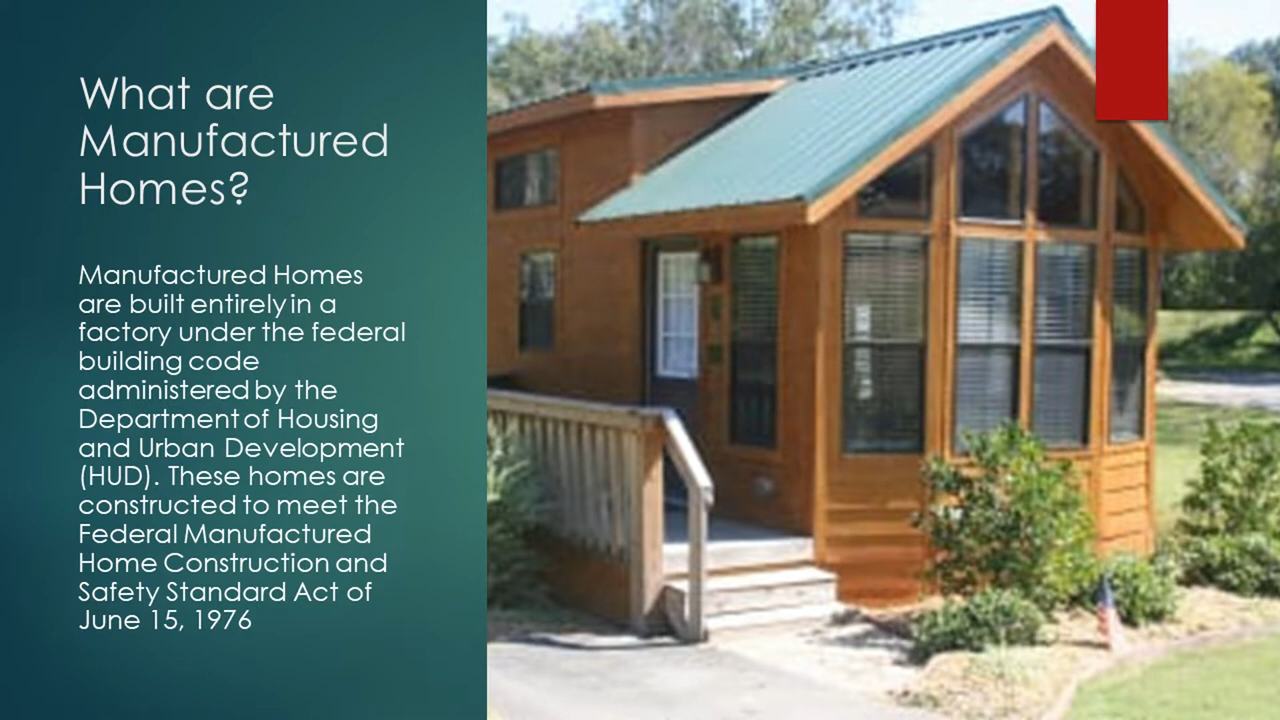 What are
Manufactured
Homes?
Manufactured Homes
are built entirely in a
factory under the federal
building code
administered by the
Department of Housing
and Urban Development
(HUD). These homes are
constructed to meet the
Federal Manufactured
Home Construction and
Safety Standard Act of
June 15, 1976